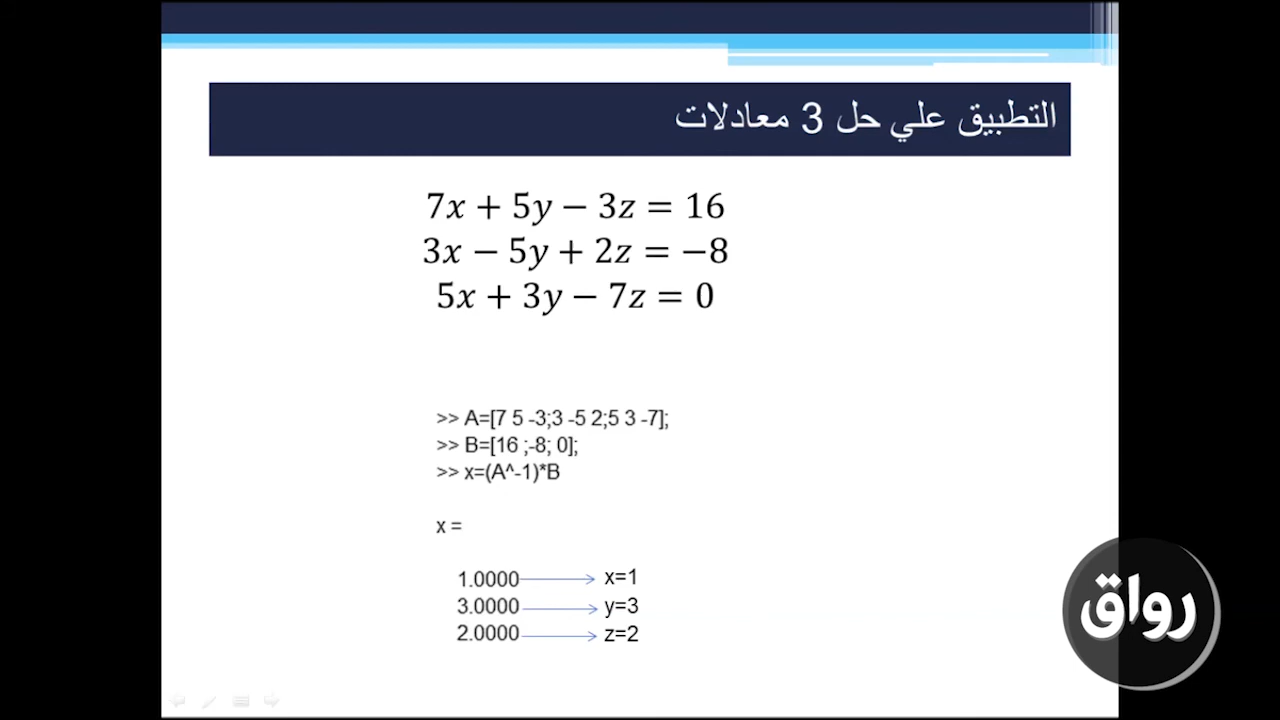 التطبيق علي حل 3 معادلات
7x + 5y − 3z = 16
3x − 5y + 2z = −8
5x + 3y − 7z = 0
>> A=[7 5 -3;3 -5 2;5 3 -7];
>> B=[16 ;-8; 0];
>> x=(A^-1)*B
x =
1.0000 x=1
3.0000 y=3
2.0000 z=2
رواق